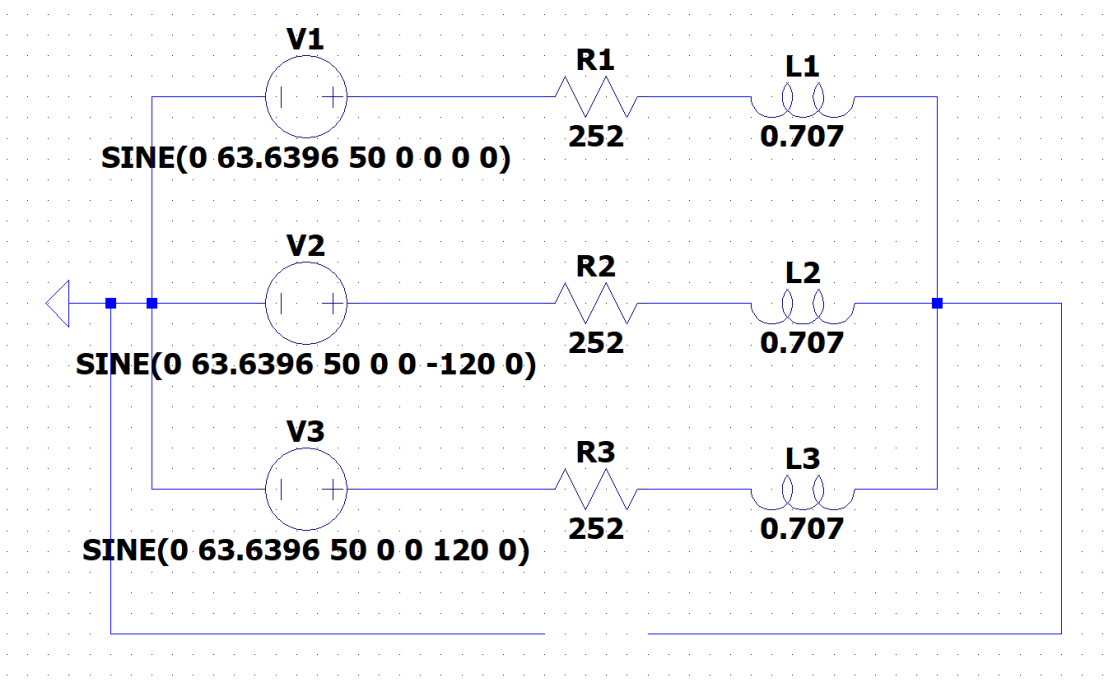 V1
R1
L1
252
0.707
SINE(0 63.6396 50 0 0 0 0)
V2
R2
L2
252
0.707
SINE(0 63.6396 50 0 0 -120 0)
V3
R3
L3
252
0.707
SINE(0 63.6396 50 0 0 120 0)